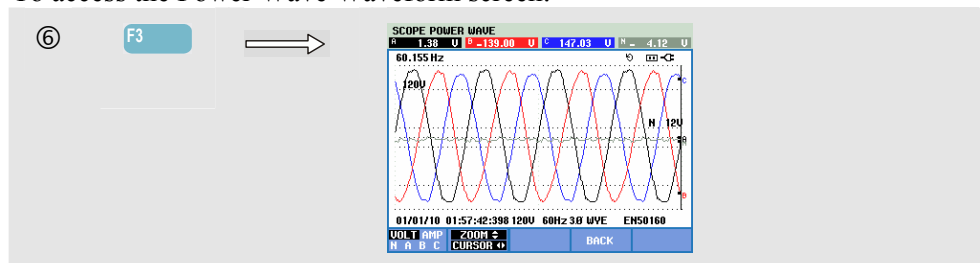 To access the Power Wave Waveform screen:
⑥ F3
SCOPE POWER WAVE
A 1.38 V B -139.00 V C 147.03 V N - 4.12 V
60.155 Hz
120V
C
N 12V
A
B
01/01/10 01:57:42:398 120V 60Hz 3.0 WYE EN50160
VOLT AMP ZOOM
N A B C CURSOR BACK